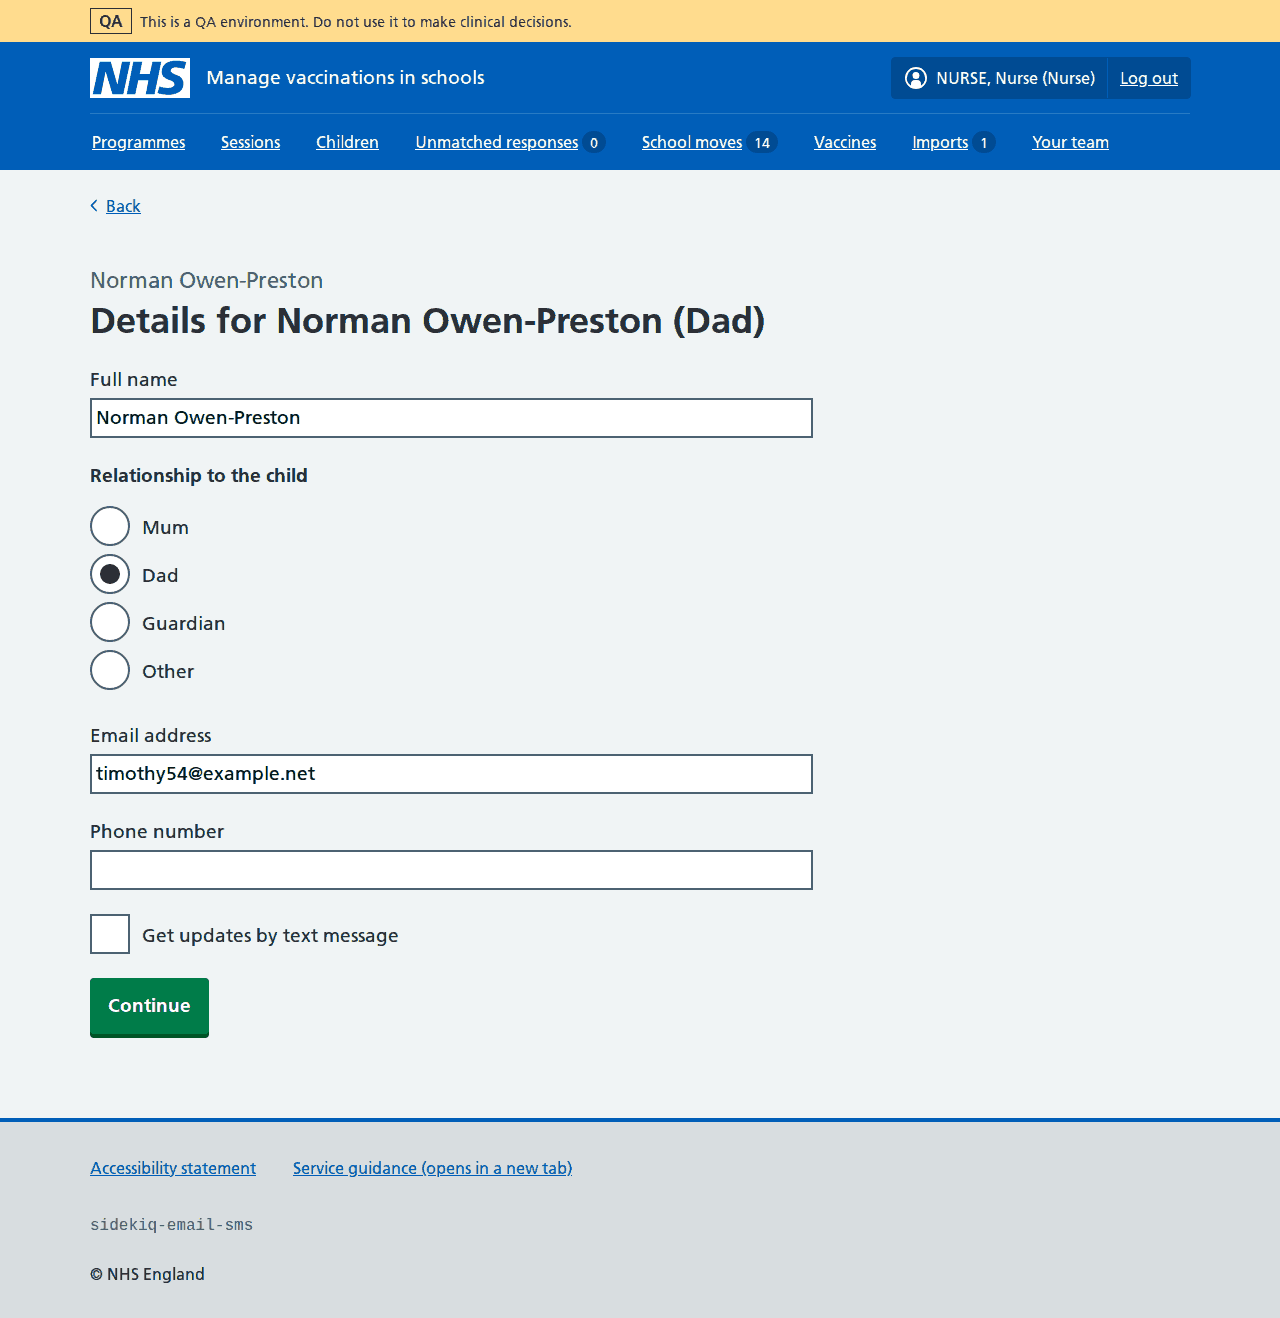 QA This is a QA environment. Do not use it to make clinical decisions.
NHS Manage vaccinations in schools NURSE, Nurse (Nurse) Log out
Programmes Sessions Children Unmatched responses 0 School moves 14 Vaccines Imports 1 Your team
Back
Norman Owen-Preston
Details for Norman Owen-Preston (Dad)
Full name
Norman Owen-Preston
Relationship to the child
Mum
Dad
Guardian
Other
Email address
timothy54@example.net
Phone number
Get updates by text message
Continue
Accessibility statement Service guidance (opens in a new tab)
sidekiq-email-sms
© NHS England